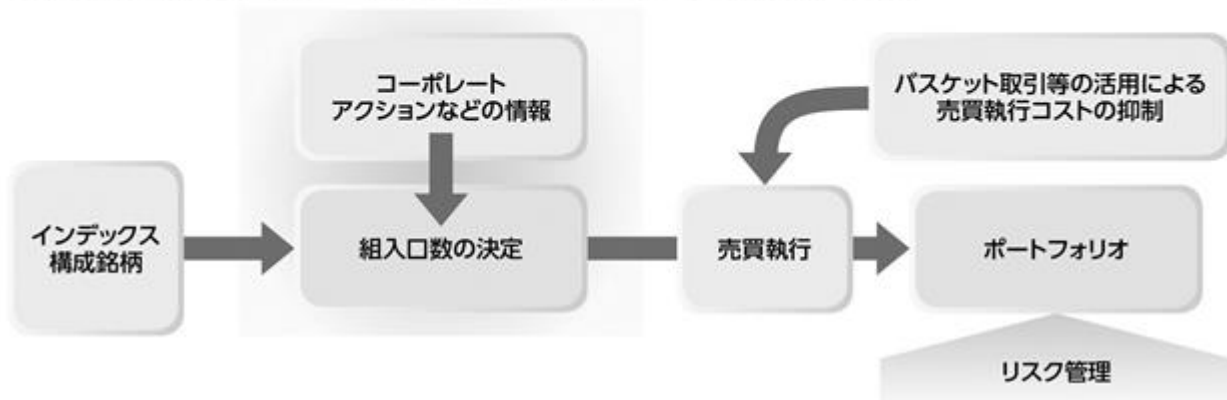 コーポレート
アクションなどの情報
バスケット取引等の活用による
売買執行コストの抑制
インデックス
構成銘柄
組入口数の決定
売買執行
ポートフォリオ
リスク管理